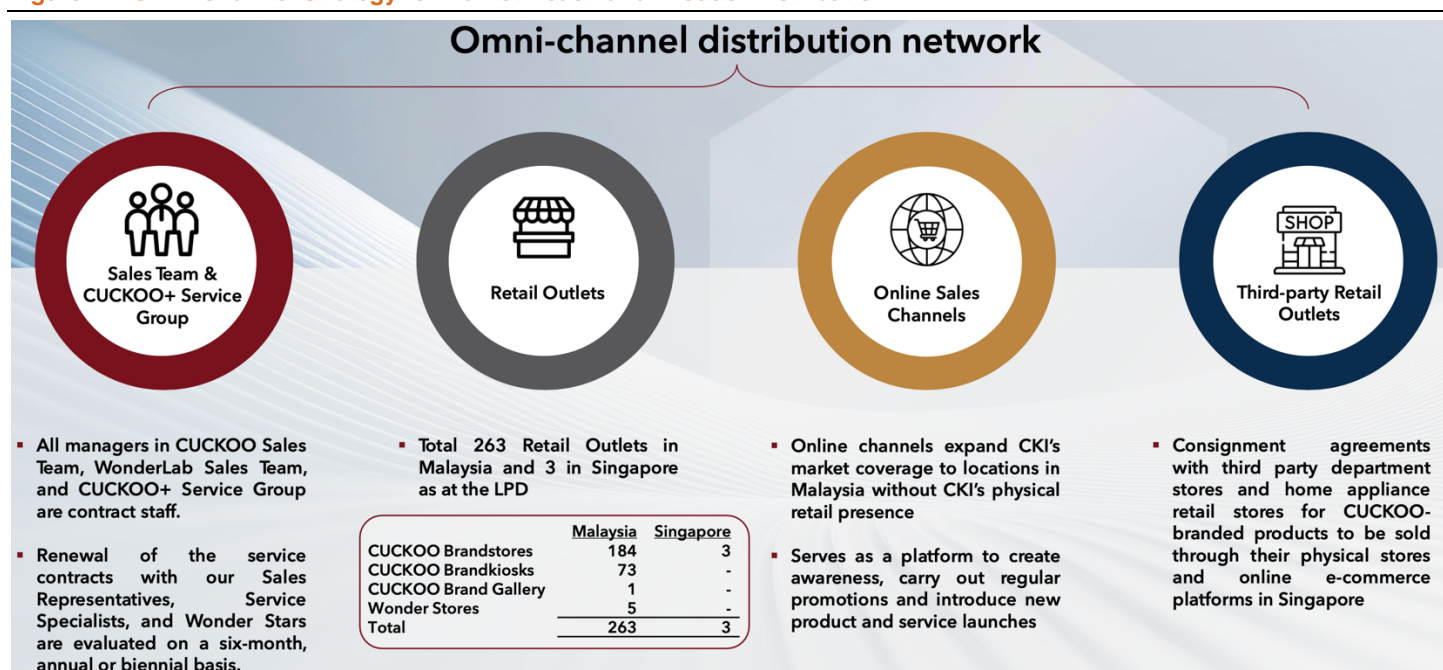 Omni-channel distribution network
Sales Team &
CUCKOO+ Service
Group
Retail Outlets
Online Sales
Channels
SHOP
Third-party Retail
Outlets
▪ All managers in CUCKOO Sales
Team, WonderLab Sales Team,
and CUCKOO+ Service Group
are contract staff.
▪ Renewal of the service
contracts with our Sales
Representatives, Service
Specialists, and Wonder Stars
are evaluated on a six-month,
annual or biennial basis.
▪ Total 263 Retail Outlets in
Malaysia and 3 in Singapore
as at the LPD
Malaysia Singapore
CUCKOO Brandstores 184 3
CUCKOO Brandkiosks 73 -
CUCKOO Brand Gallery 1 -
Wonder Stores 5 -
Total 263 3
▪ Online channels expand CKI’s
market coverage to locations in
Malaysia without CKI’s physical
retail presence
▪ Serves as a platform to create
awareness, carry out regular
promotions and introduce new
product and service launches
▪ Consignment agreements
with third party department
stores and home appliance
retail stores for CUCKOO-
branded products to be sold
through their physical stores
and online e-commerce
platforms in Singapore